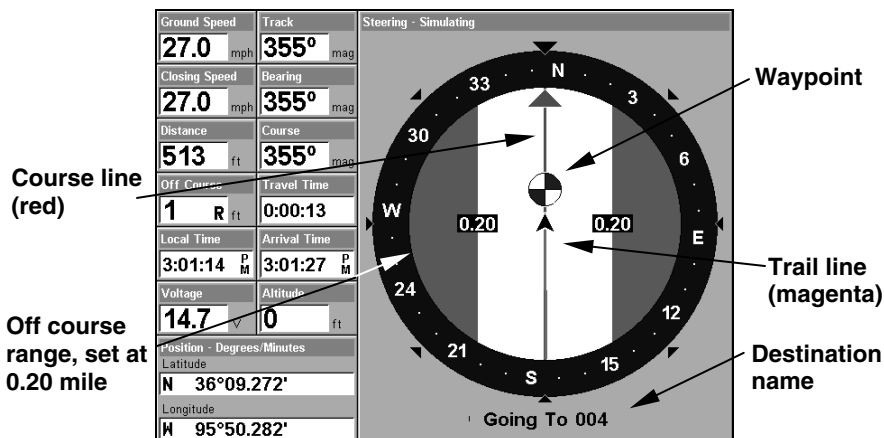 Ground Speed
27.0 mph
Track
355º mag
Closing Speed
27.0 mph
Bearing
355º mag
Distance
513 ft
Course
355º mag
Off Course
1 R ft
Travel Time
0:00:13
Local Time
3:01:14 PM
Arrival Time
3:01:27 PM
Voltage
14.7 V
Altitude
0 ft
Position - Degrees/Minutes
Latitude
N 36°09.272'
Longitude
W 95°50.282'
Steering - Simulating
N
33
3
30
6
W
E
0.20
0.20
24
12
21
15
S
Going To 004
Course line
(red)
Off course
range, set at
0.20 mile
Waypoint
Trail line
(magenta)
Destination
name